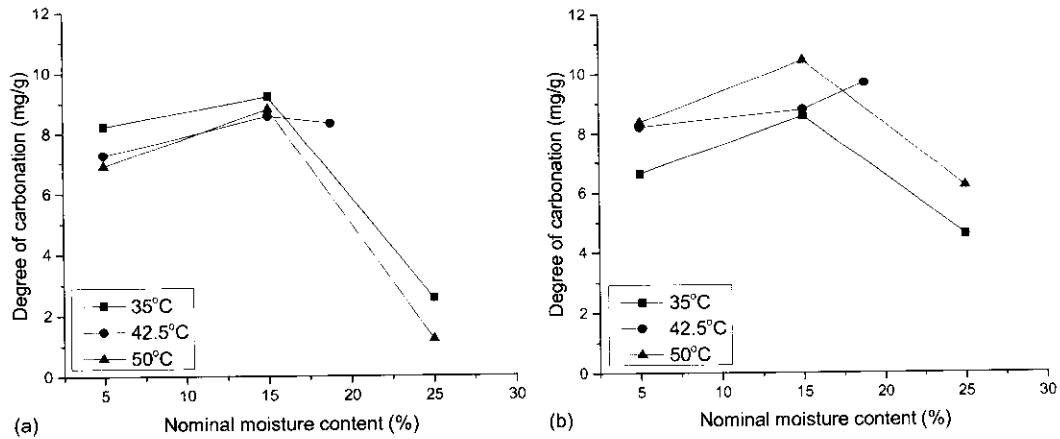 12
10
8
6
4
2
0
Degree of carbonation (mg/g)
35°C
42.5°C
50°C
5
10
15
20
25
30
(a)
Nominal moisture content (%)
12
10
8
6
4
2
0
Degree of carbonation (mg/g)
35°C
42.5°C
50°C
5
10
15
20
25
30
(b)
Nominal moisture content (%)